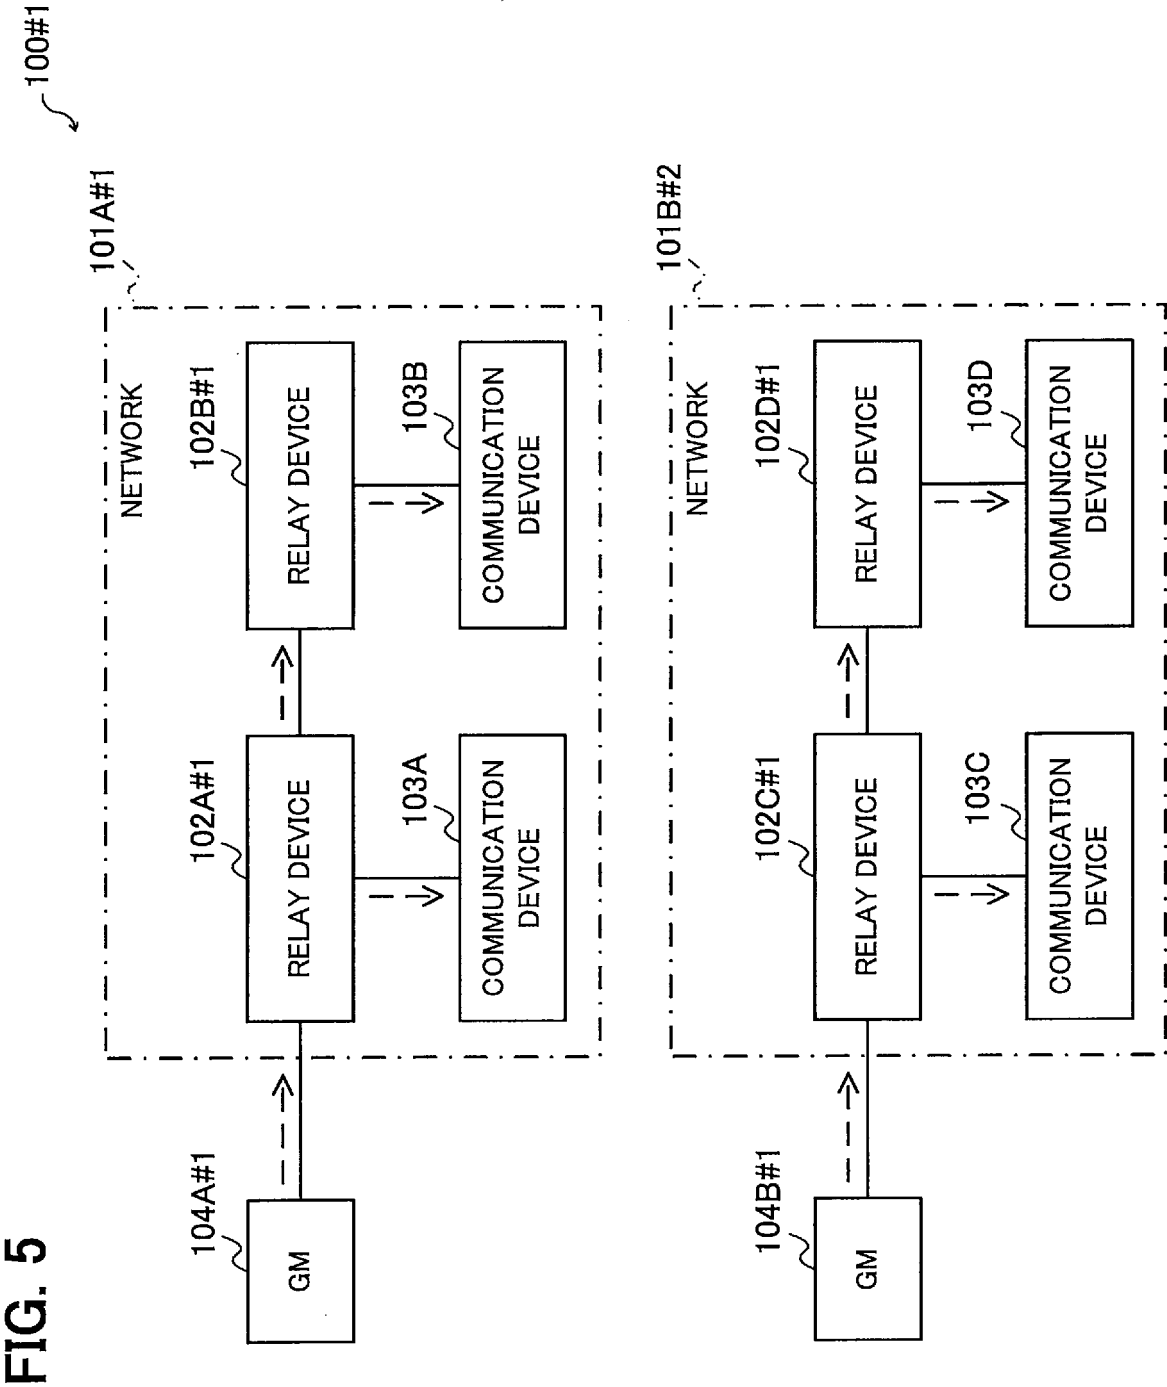 FIG. 5
100#1
101A#1
NETWORK
104A#1
GM
102A#1
RELAY DEVICE
102B#1
RELAY DEVICE
103A
COMMUNICATION
DEVICE
103B
COMMUNICATION
DEVICE
101B#2
NETWORK
104B#1
GM
102C#1
RELAY DEVICE
102D#1
RELAY DEVICE
103C
COMMUNICATION
DEVICE
103D
COMMUNICATION
DEVICE